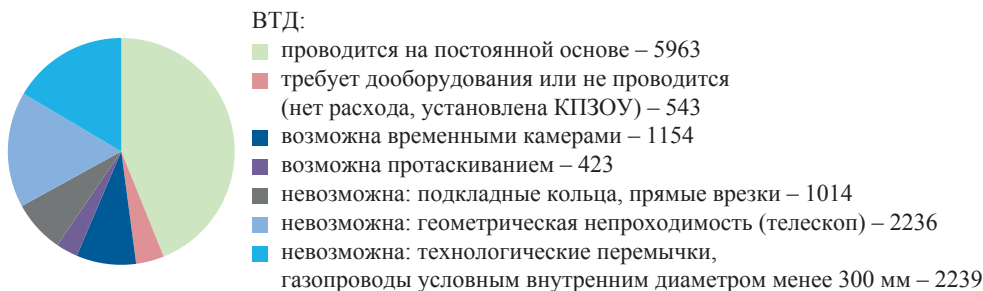 ВТД:
проводится на постоянной основе – 5963
требует дооборудования или не проводится
(нет расхода, установлена КПЗОУ) – 543
возможна временными камерами – 1154
возможна протаскиванием – 423
невозможна: подкладные кольца, прямые врезки – 1014
невозможна: геометрическая непроходимость (телескоп) – 2236
невозможна: технологические перемычки,
газопроводы условным внутренним диаметром менее 300 мм – 2239